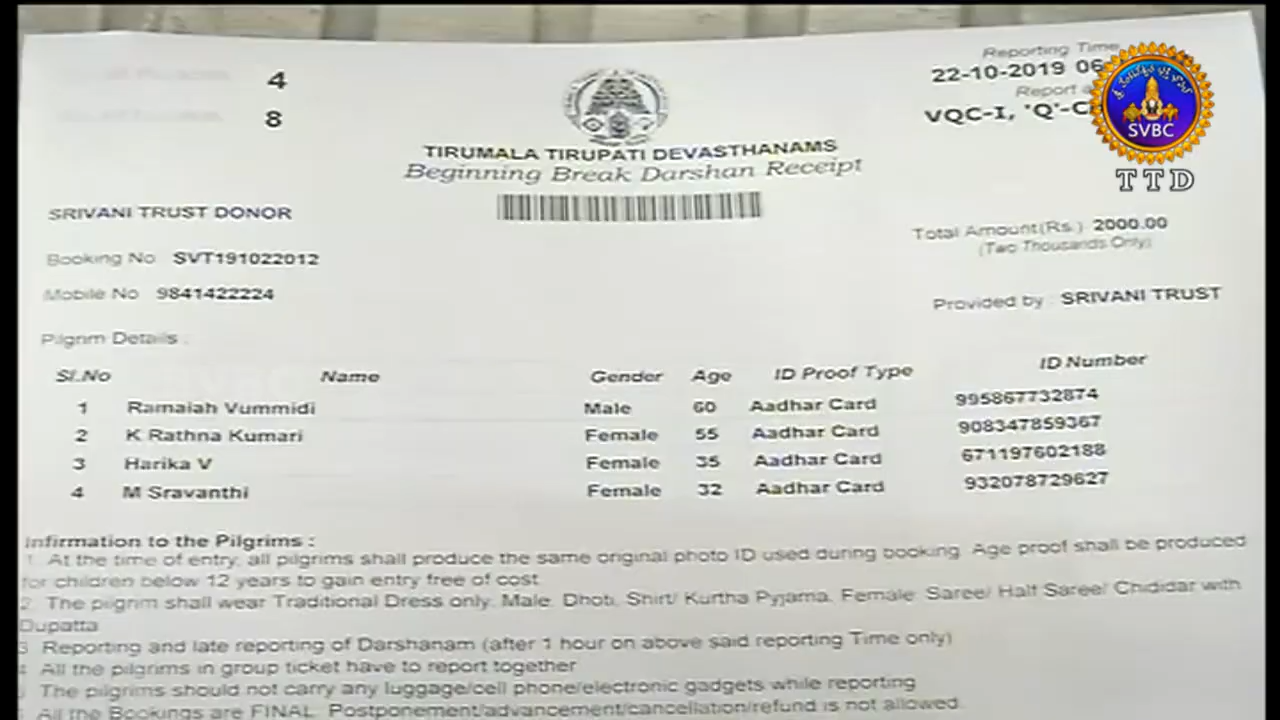 4
8
Reporting Time
22-10-2019 06
Report
VQC-I, 'Q'-C
SVBC
TTD
TIRUMALA TIRUPATI DEVASTHANAMS
Beginning Break Darshan Receipt
SRIVANI TRUST DONOR
Total Amount(Rs.) 2000.00
(Two Thousands Only)
Booking No SVT191022012
Mobile No 9841422224
Provided by : SRIVANI TRUST
Pilgrim Details :
Sl.No Name Gender Age ID Proof Type ID Number
1 Ramaiah Vummidi Male 60 Aadhar Card 995867732874
2 K Rathna Kumari Female 55 Aadhar Card 908347859367
3 Harika V Female 35 Aadhar Card 671197602188
4 M Sravanthi Female 32 Aadhar Card 932078729627
Infirmation to the Pilgrims :
1. At the time of entry, all pilgrims shall produce the same original photo ID used during booking. Age proof shall be produced
for children below 12 years to gain entry free of cost
2. The pilgrim shall wear Traditional Dress only. Male: Dhoti, Shirt/ Kurtha Pyjama. Female: Saree/ Half Saree/ Chididar with
Dupatta
3 Reporting and late reporting of Darshanam (after 1 hour on above said reporting Time only)
4 All the pilgrims in group ticket have to report together
The pilgrims should not carry any luggage/cell phone/electronic gadgets while reporting
All the Bookings are FINAL. Postponement/advancement/cancellation/refund is not allowed.